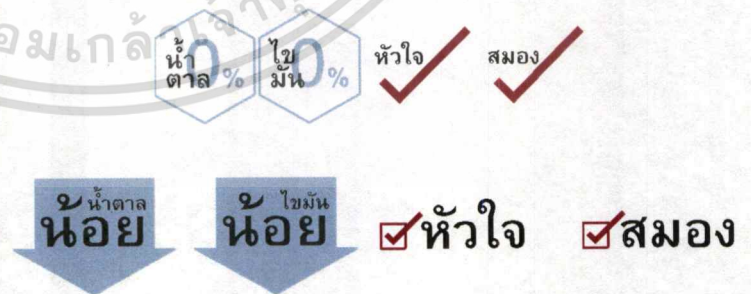 น้ำตาล 0%
ไขมัน 0%
หัวใจ
สมอง
น้ำตาล
น้อย
ไขมัน
น้อย
หัวใจ
สมอง